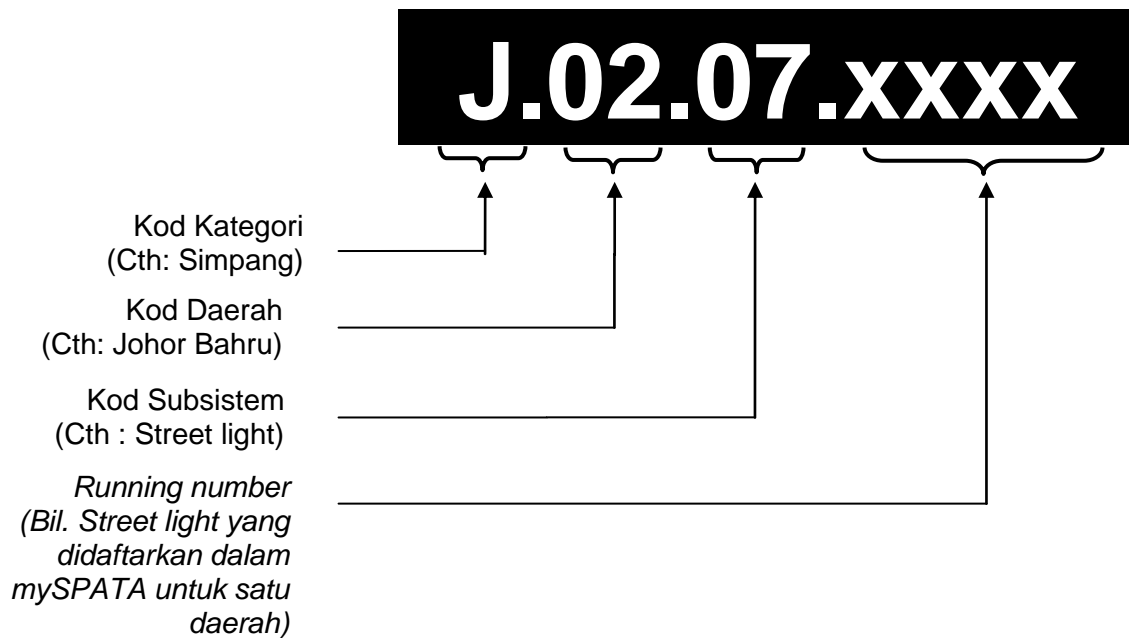 J.02.07.xxxx
Kod Kategori
(Cth: Simpang)
Kod Daerah
(Cth: Johor Bahru)
Kod Subsistem
(Cth : Street light)
Running number
(Bil. Street light yang
didaftarkan dalam
mySPATA untuk satu
daerah)